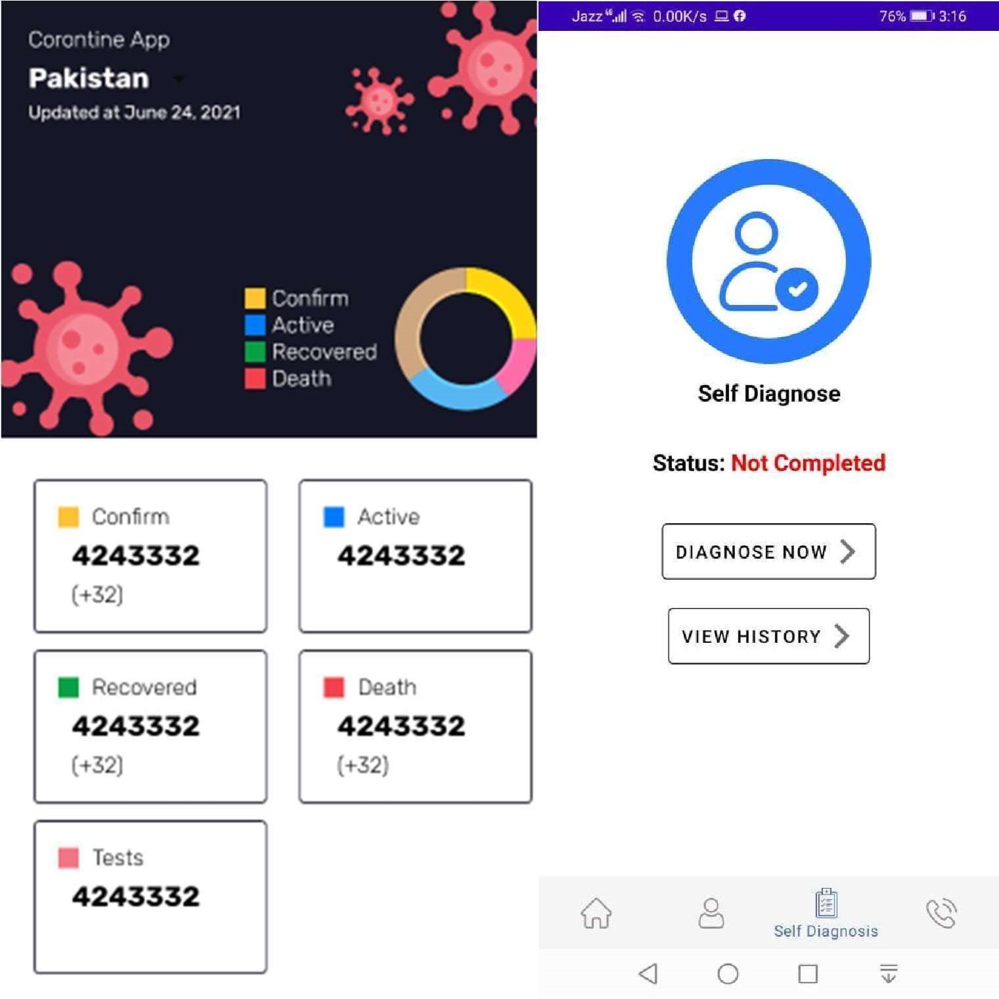 Corontine App
Pakistan
Updated at June 24, 2021
Confirm
Active
Recovered
Death
Confirm
4243332
(+32)
Active
4243332
Recovered
4243332
(+32)
Death
4243332
(+32)
Tests
4243332
Jazz 4G 0.00K/s 76% 3:16
Self Diagnose
Status: Not Completed
DIAGNOSE NOW
VIEW HISTORY
Self Diagnosis